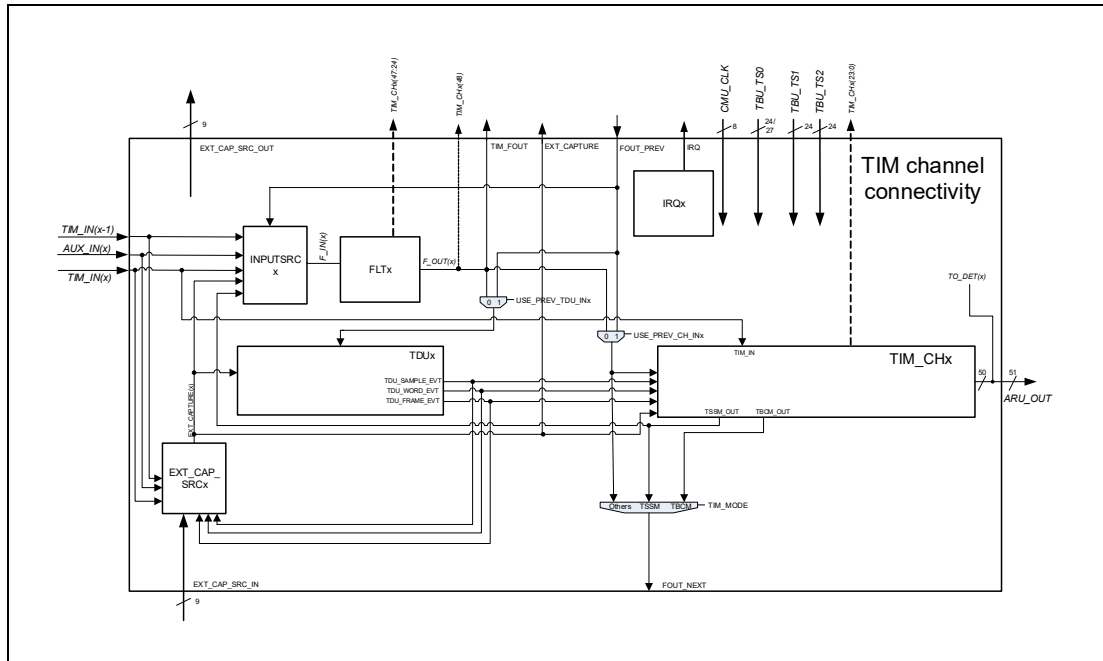 TIM_CHx(47:24)
TIM_CHx(48)
CMU_CLK
TBU_TS0
TBU_TS1
TBU_TS2
TIM_CHx(23:0)
9
8
24/
27
24
24
EXT_CAP_SRC_OUT
TIM_FOUT
EXT_CAPTURE
FOUT_PREV
IRQ
TIM channel
connectivity
IRQx
TIM_IN(x-1)
AUX_IN(x)
TIM_IN(x)
INPUTSRC
x
F_IN(x)
FLTx
F_OUT(x)
TO_DET(x)
0 1
USE_PREV_TDU_INx
0 1
USE_PREV_CH_INx
TDUx
TDU_SAMPLE_EVT
TDU_WORD_EVT
TDU_FRAME_EVT
TIM_IN
TIM_CHx
TSSM_OUT
TBCM_OUT
50
51
ARU_OUT
EXT_CAPTURE(x)
EXT_CAP_
SRCx
Others TSSM TBCM
TIM_MODE
EXT_CAP_SRC_IN
FOUT_NEXT
9